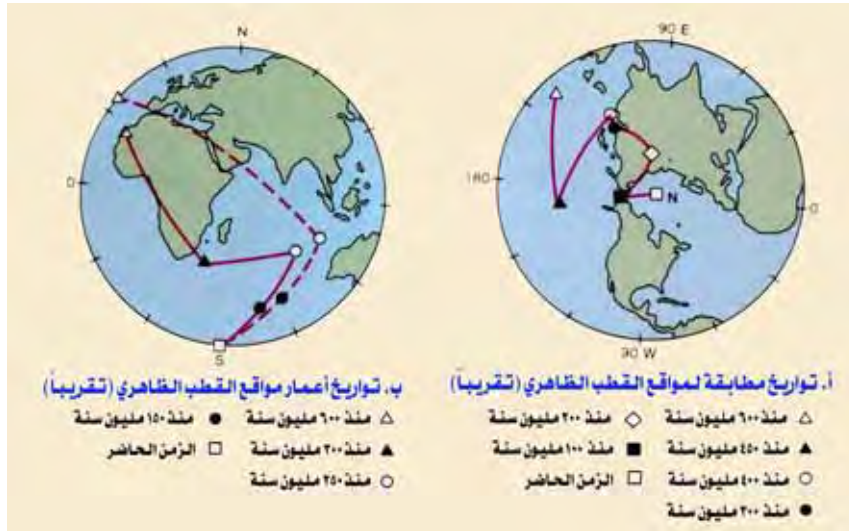 90 E
180
N
0
90 W
أ. تواريخ مطابقة لمواقع القطب الظاهري (تقريباً)
منذ ٦٠٠ مليون سنة منذ ٢٠٠ مليون سنة
منذ ٤٥٠ مليون سنة منذ ١٠٠ مليون سنة
منذ ٤٠٠ مليون سنة الزمن الحاضر
منذ ٣٠٠ مليون سنة
N
0
S
ب. تواريخ أعمار مواقع القطب الظاهري (تقريباً)
منذ ٦٠٠ مليون سنة منذ ١٥٠ مليون سنة
منذ ٣٠٠ مليون سنة الزمن الحاضر
منذ ٢٥٠ مليون سنة